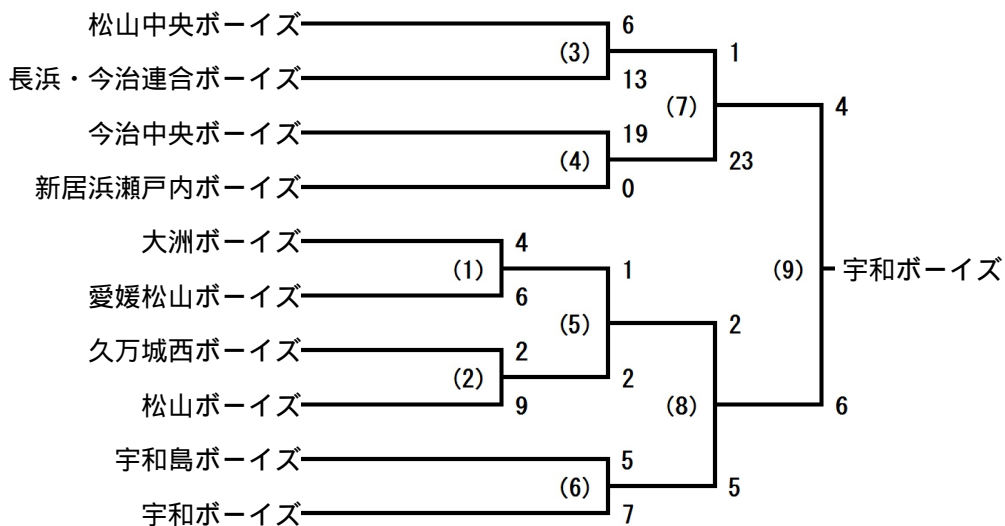 松山中央ボーイズ 6
(3) 1
長浜・今治連合ボーイズ 13
(7) 4
今治中央ボーイズ 19
(4) 23
新居浜瀬戸内ボーイズ 0
大洲ボーイズ 4
(1) 1
(9) 宇和ボーイズ
愛媛松山ボーイズ 6
(5) 2
久万城西ボーイズ 2
(2) 2
松山ボーイズ 9
(8) 6
宇和島ボーイズ 5
(6) 5
宇和ボーイズ 7